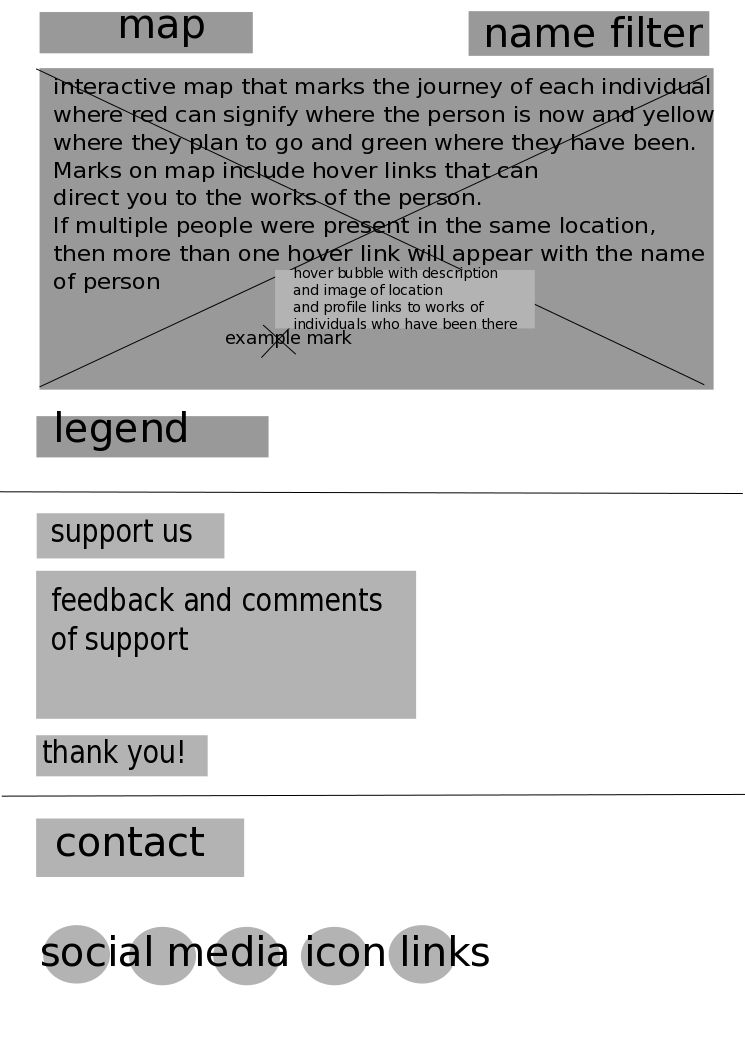 map
name filter
interactive map that marks the journey of each individual
where red can signify where the person is now and yellow
where they plan to go and green where they have been.
Marks on map include hover links that can
direct you to the works of the person.
If multiple people were present in the same location,
then more than one hover link will appear with the name
of person
hover bubble with description
and image of location
and profile links to works of
individuals who have been there
example mark
legend
support us
feedback and comments
of support
thank you!
contact
social media icon links